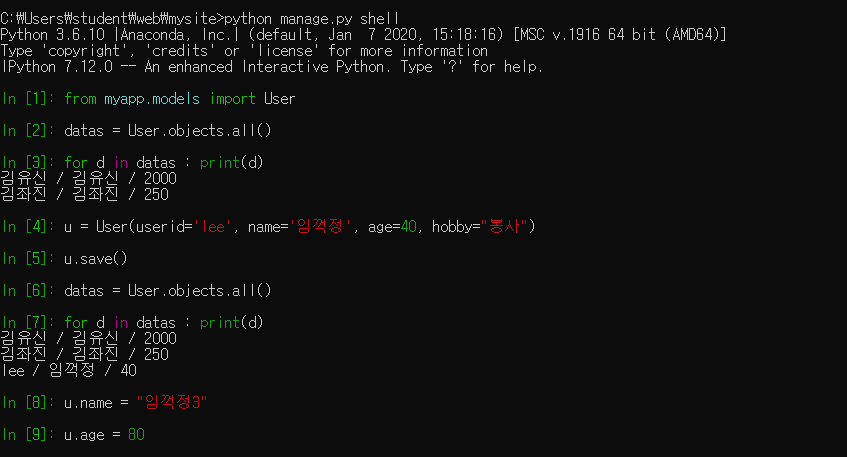 C:₩Users₩student₩web₩mysite>python manage.py shell
Python 3.6.10 |Anaconda, Inc.| (default, Jan  7 2020, 15:18:16) [MSC v.1916 64 bit (AMD64)]
Type 'copyright', 'credits' or 'license' for more information
IPython 7.12.0 -- An enhanced Interactive Python. Type '?' for help.
In [1]: from myapp.models import User
In [2]: datas = User.objects.all()
In [3]: for d in datas : print(d)
김유신 / 김유신 / 2000
김좌진 / 김좌진 / 250
In [4]: u = User(userid='lee', name='임꺽정', age=40, hobby="봉사")
In [5]: u.save()
In [6]: datas = User.objects.all()
In [7]: for d in datas : print(d)
김유신 / 김유신 / 2000
김좌진 / 김좌진 / 250
lee / 임꺽정 / 40
In [8]: u.name = "임꺽정3"
In [9]: u.age = 80